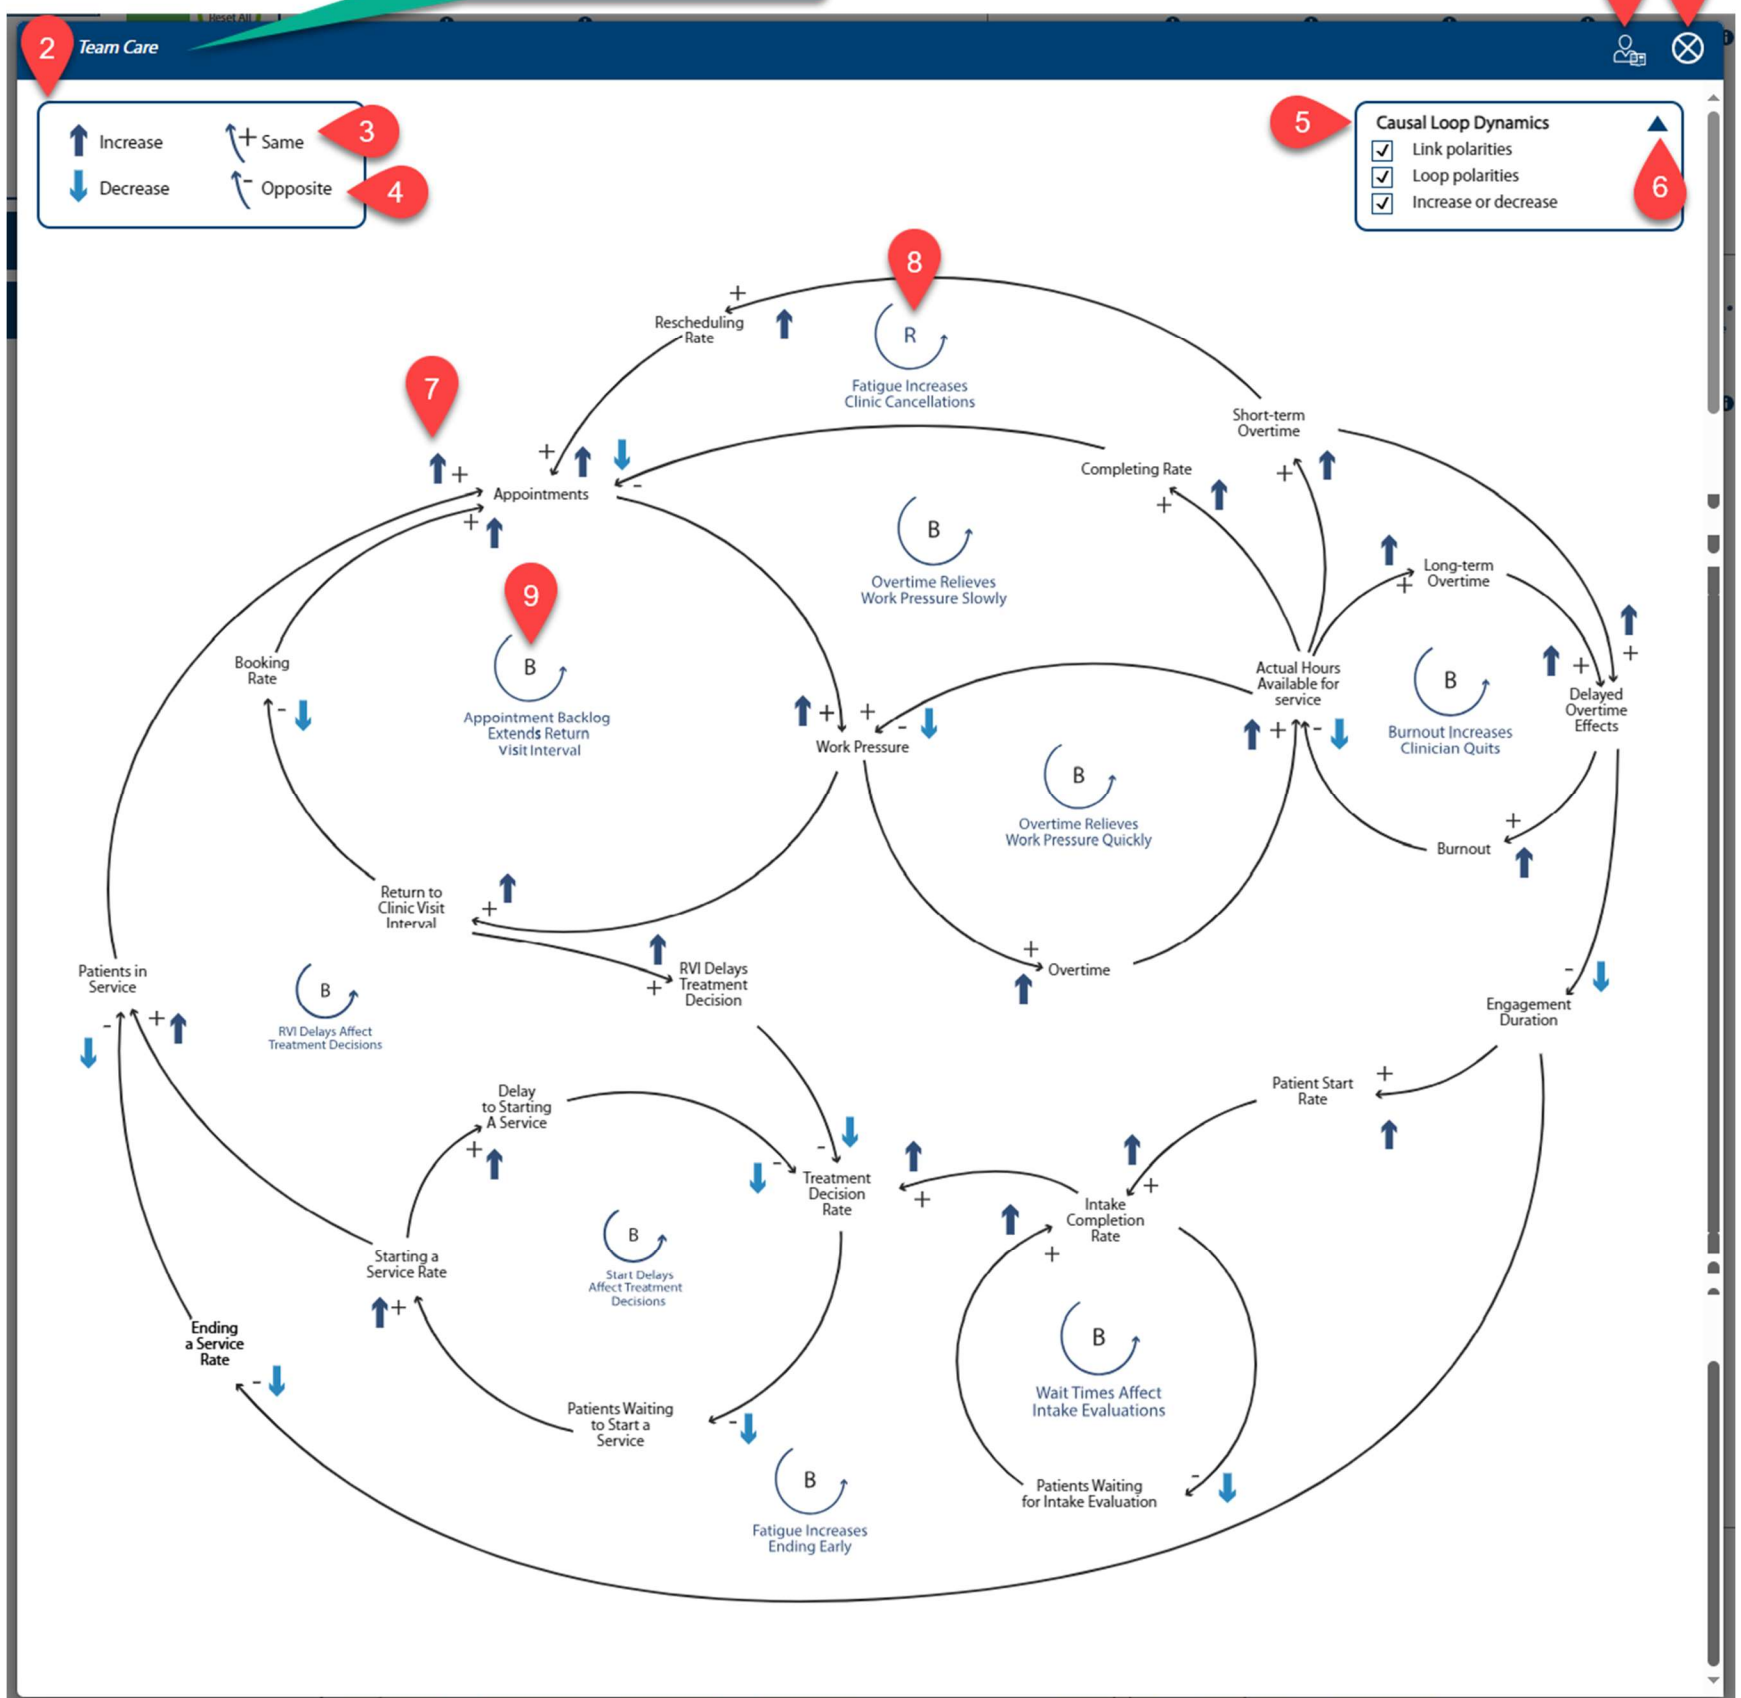 Reset All
2
Team Care
Increase
+ Same
3
Decrease
- Opposite
4
5
Causal Loop Dynamics
Link polarities
Loop polarities
Increase or decrease
6
8
+
Rescheduling
Rate
R
Fatigue Increases
Clinic Cancellations
7
Short-term
Overtime
+
+
+
-
Appointments
+
Completing Rate
+
+
B
Overtime Relieves
Work Pressure Slowly
Long-term
Overtime
+
9
B
Appointment Backlog
Extends Return
Visit Interval
Booking
Rate
-
+
+
-
Work Pressure
Actual Hours
Available for
service
+
-
B
Burnout Increases
Clinician Quits
+
+
Delayed
Overtime
Effects
B
Overtime Relieves
Work Pressure Quickly
+
Burnout
Return to
Clinic Visit
Interval
+
+
Overtime
Patients in
Service
-
+
B
RVI Delays Affect
Treatment Decisions
+
RVI Delays
Treatment
Decision
-
Engagement
Duration
Delay
to Starting
A Service
+
Patient Start
Rate
+
-
-
Treatment
Decision
Rate
+
+
Intake
Completion
Rate
+
Starting a
Service Rate
+
B
Start Delays
Affect Treatment
Decisions
Ending
a Service
Rate
-
B
Wait Times Affect
Intake Evaluations
Patients Waiting
to Start a
Service
-
B
Fatigue Increases
Ending Early
Patients Waiting
for Intake Evaluation
-